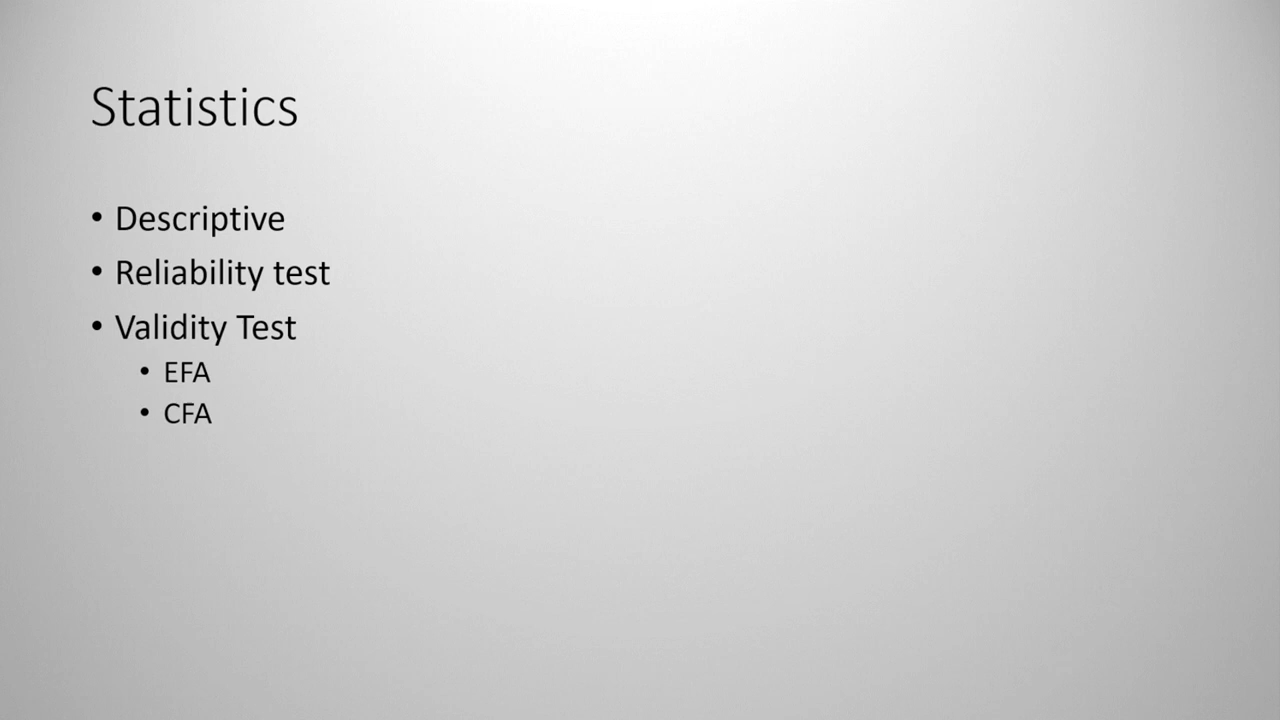 Statistics
• Descriptive
• Reliability test
• Validity Test
• EFA
• CFA